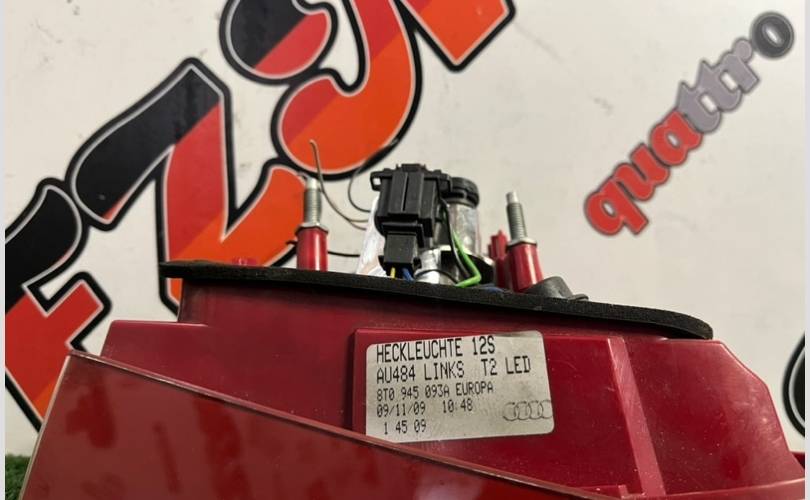 quattro
HECKLEUCHTE 12S
AU484 LINKS T2 LED
8T0 945 093A EUROPA
09/11/09 10:48
1 45 09